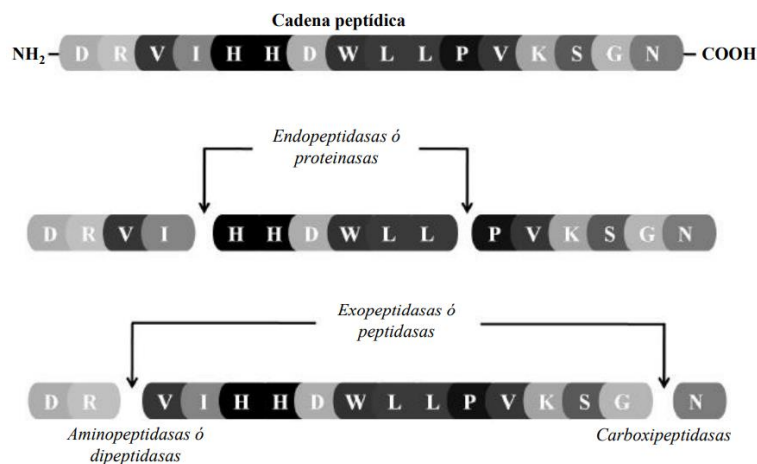 Cadena peptídica
NH₂ D R V I H H D W L L P V K S G N COOH
Endopeptidasas ó
proteinasas
D R V I H H D W L L P V K S G N
Exopeptidasas ó
peptidasas
D R V I H H D W L L P V K S G N
Aminopeptidasas ó
dipeptidasas
Carboxipeptidasas